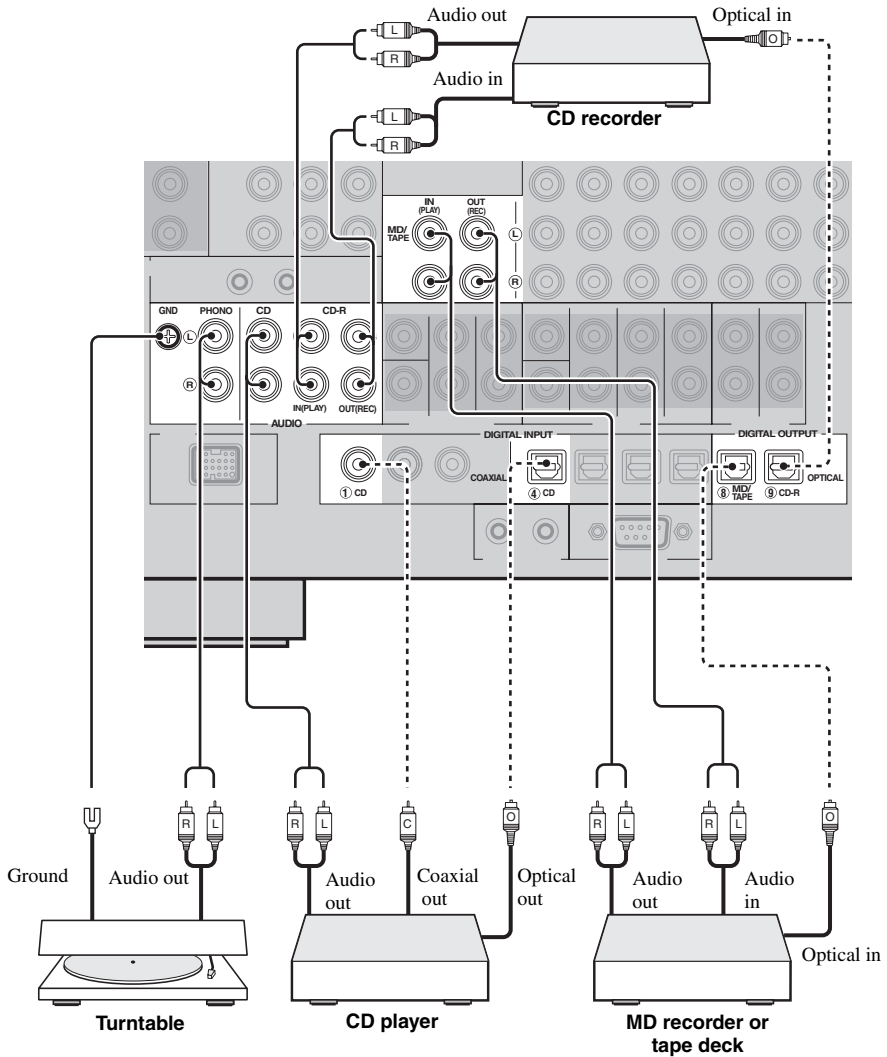 Audio out
Optical in
L
R
O
Audio in
L
R
CD recorder
IN
(PLAY)
OUT
(REC)
MD/
TAPE
L
R
GND
PHONO
CD
CD-R
L
R
IN(PLAY)
OUT(REC)
AUDIO
DIGITAL INPUT
DIGITAL OUTPUT
COAXIAL
OPTICAL
① CD
④ CD
⑧ MD/
TAPE
⑨ CD-R
R
L
R
L
C
O
R
L
R
L
O
Ground
Audio out
Audio
out
Coaxial
out
Optical
out
Audio
out
Audio
in
Optical in
Turntable
CD player
MD recorder or
tape deck